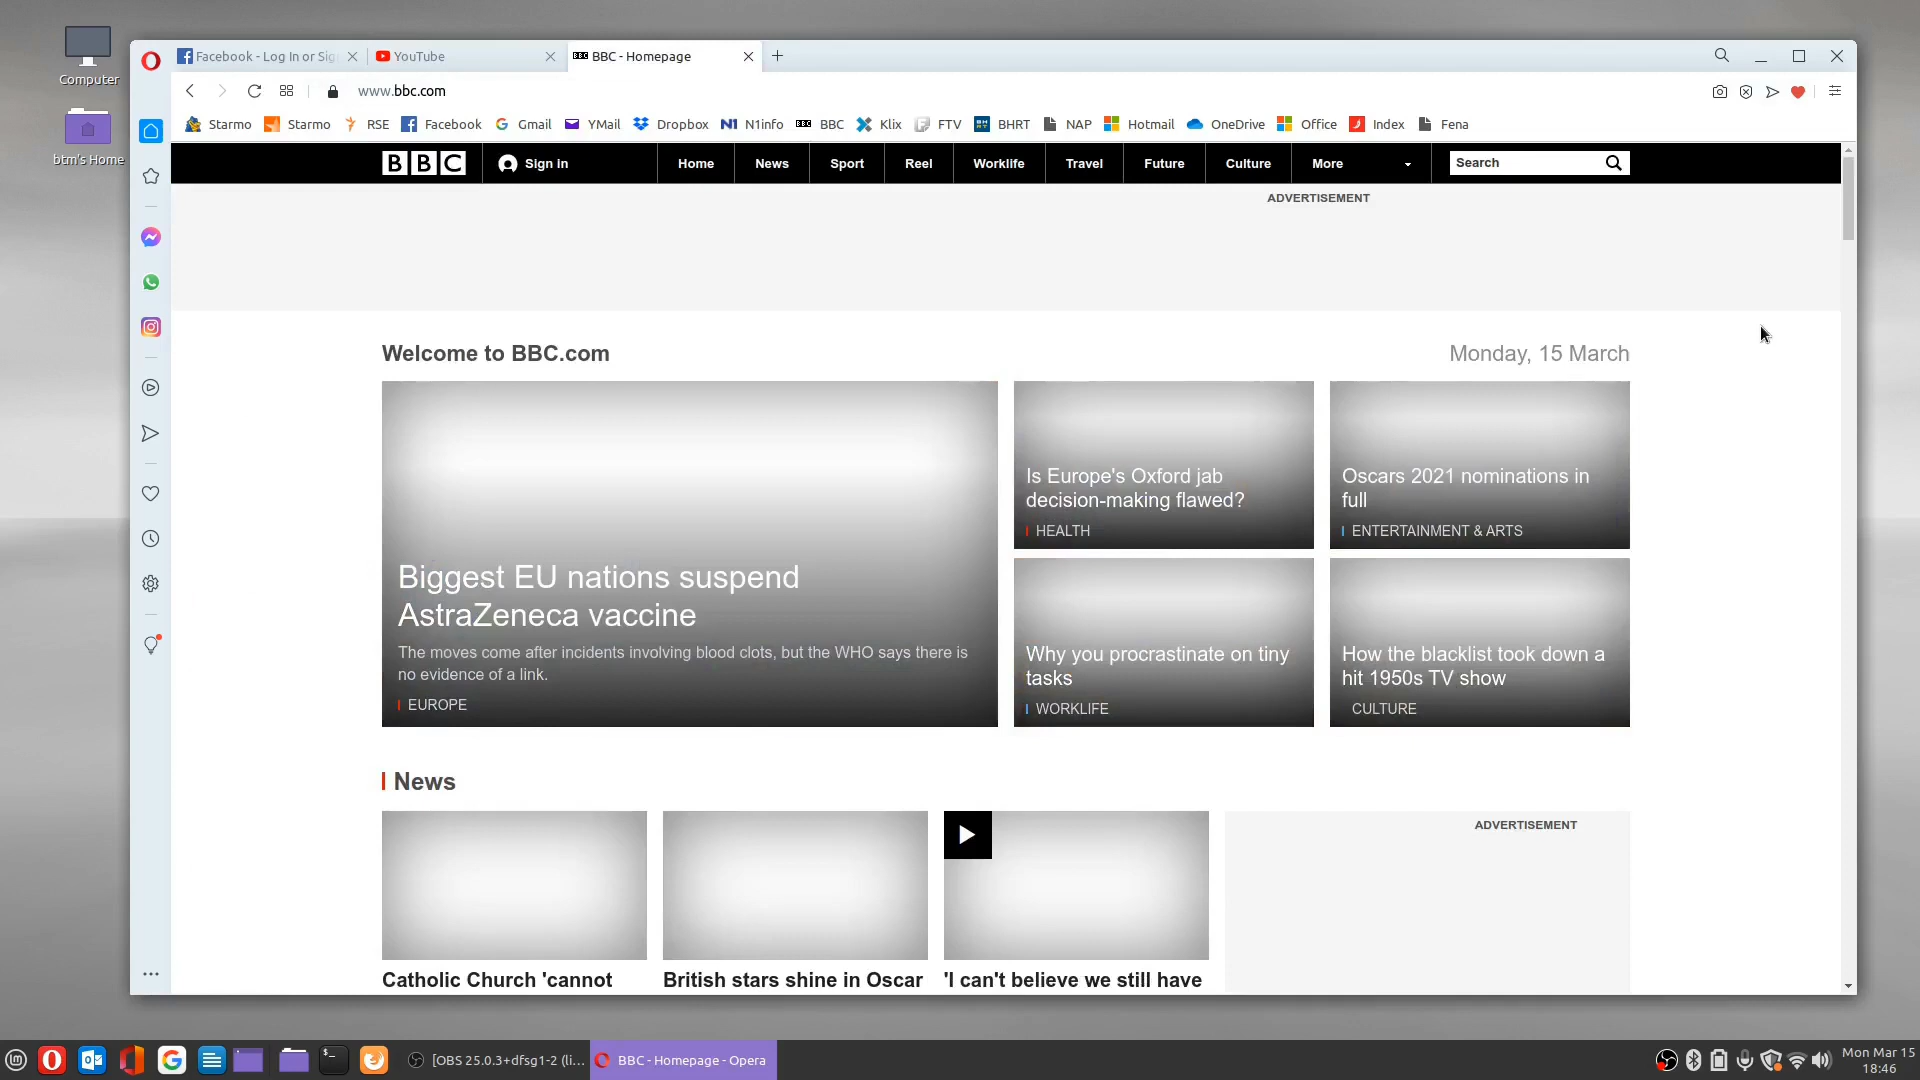 Computer
btm's Home
Facebook - Log In or Sig
YouTube
BBC - Homepage
www.bbc.com
Starmo
Starmo
RSE
Facebook
Gmail
YMail
Dropbox
N1info
BBC
Klix
FTV
BHRT
NAP
Hotmail
OneDrive
Office
Index
Fena
BBC
Sign in
Home
News
Sport
Reel
Worklife
Travel
Future
Culture
More
Search
ADVERTISEMENT
Welcome to BBC.com
Monday, 15 March
Biggest EU nations suspend
AstraZeneca vaccine
The moves come after incidents involving blood clots, but the WHO says there is
no evidence of a link.
EUROPE
Is Europe's Oxford jab
decision-making flawed?
HEALTH
Oscars 2021 nominations in
full
ENTERTAINMENT & ARTS
Why you procrastinate on tiny
tasks
WORKLIFE
How the blacklist took down a
hit 1950s TV show
CULTURE
News
ADVERTISEMENT
Catholic Church 'cannot
British stars shine in Oscar
'I can't believe we still have
[OBS 25.0.3+dfsg1-2 (li...
BBC - Homepage - Opera
Mon Mar 15
18:46